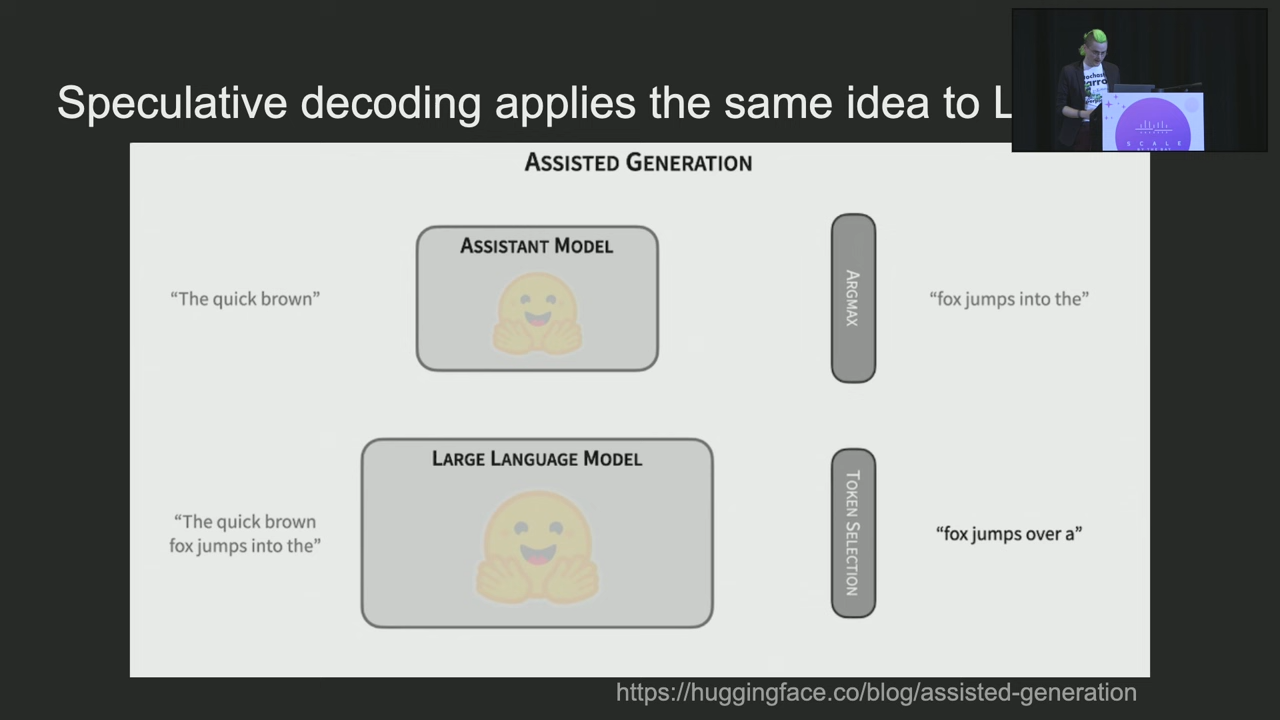 Speculative decoding applies the same idea to L
ASSISTED GENERATION
ASSISTANT MODEL
“The quick brown”
ARGMAX
“fox jumps into the”
LARGE LANGUAGE MODEL
“The quick brown
fox jumps into the”
TOKEN SELECTION
“fox jumps over a”
https://huggingface.co/blog/assisted-generation
SCALE